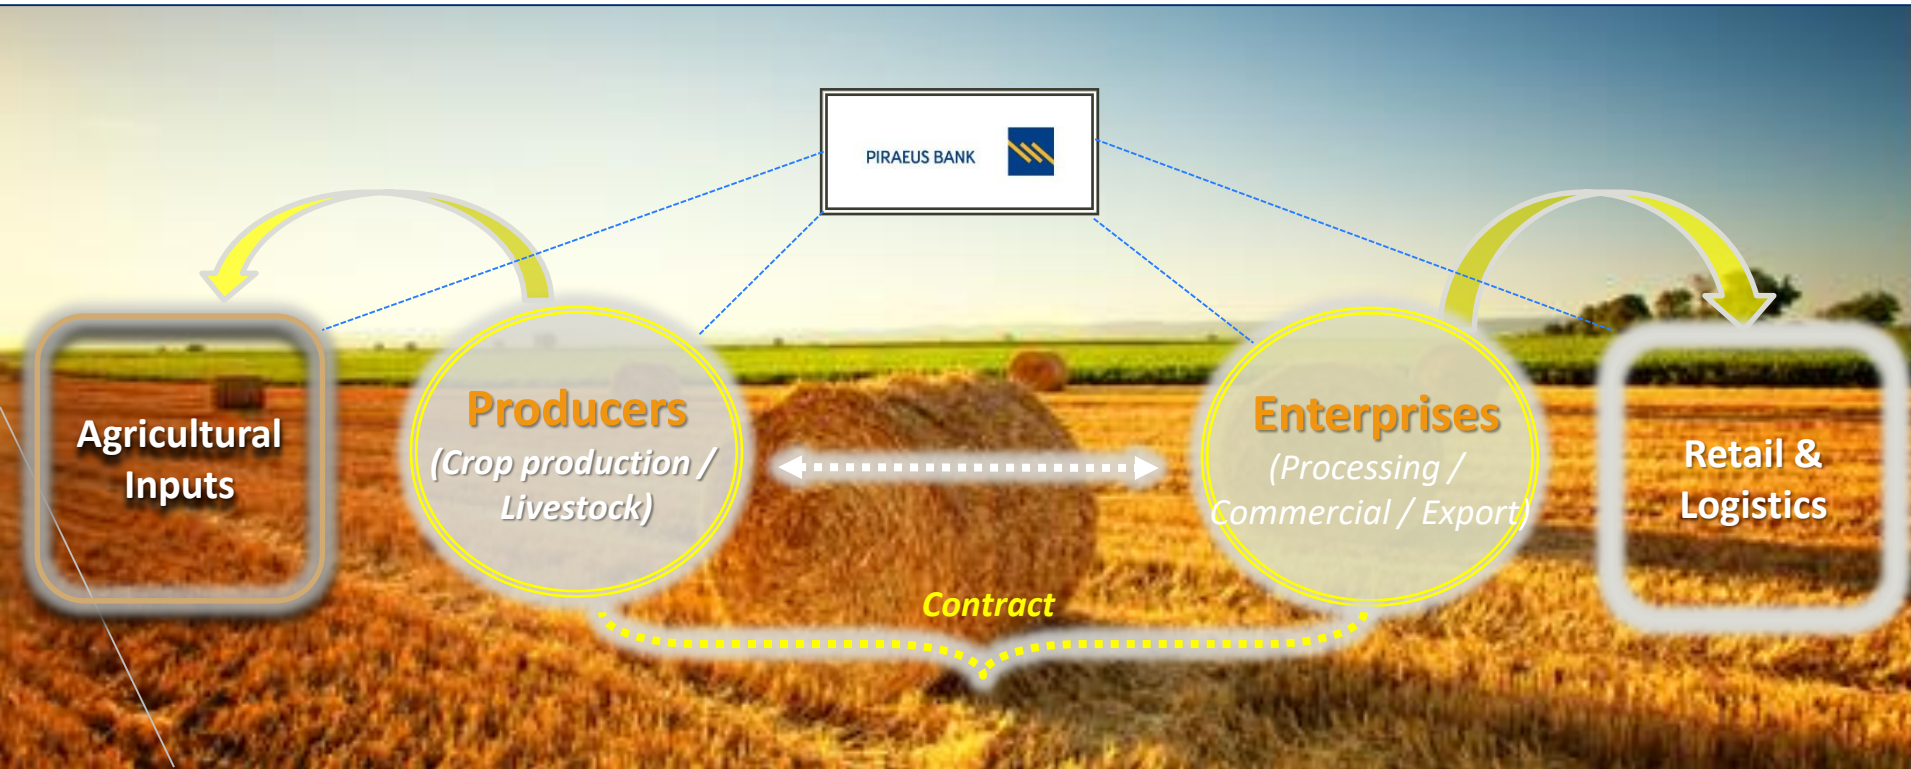 PIRAEUS BANK
Agricultural
Inputs
Producers
(Crop production /
Livestock)
Enterprises
(Processing /
Commercial / Export)
Retail &
Logistics
Contract